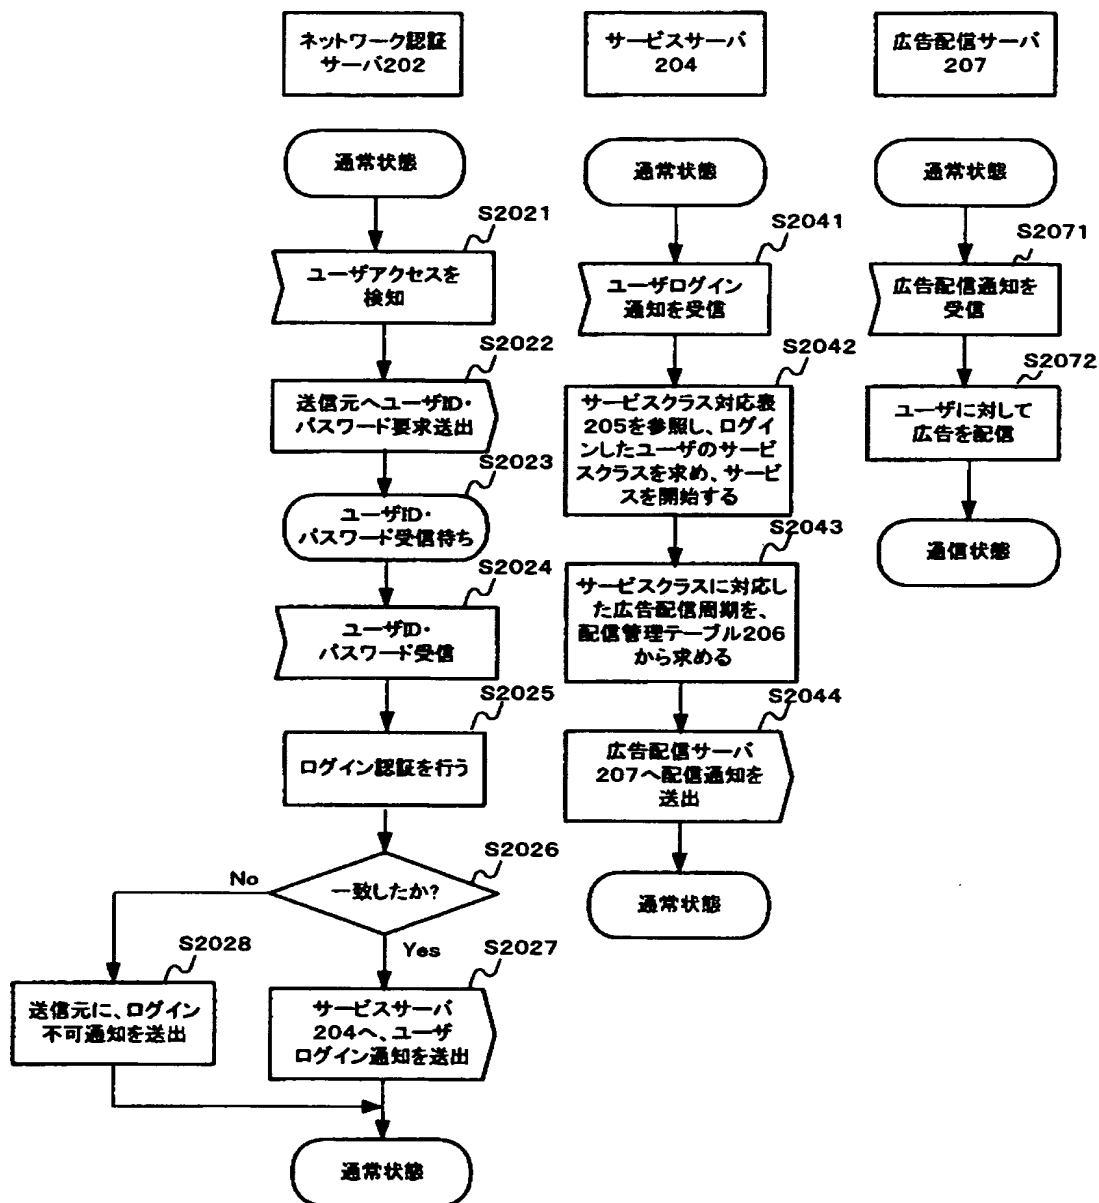 ネットワーク認証
サーバ202
通常状態
S2021
ユーザアクセスを
検知
S2022
送信元へユーザID・
パスワード要求送出
S2023
ユーザID・
パスワード受信待ち
S2024
ユーザID・
パスワード受信
S2025
ログイン認証を行う
S2026
一致したか?
No
Yes
S2028
送信元に、ログイン
不可通知を送出
S2027
サービスサーバ
204へ、ユーザ
ログイン通知を送出
通常状態
サービスサーバ
204
通常状態
S2041
ユーザログイン
通知を受信
S2042
サービスクラス対応表
205を参照し、ログイ
ンしたユーザのサービ
スクラスを求め、サービ
スを開始する
S2043
サービスクラスに対応し
た広告配信周期を、
配信管理テーブル206
から求める
S2044
広告配信サーバ
207へ配信通知を
送出
通常状態
広告配信サーバ
207
通常状態
S2071
広告配信通知を
受信
S2072
ユーザに対して
広告を配信
通信状態